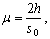 μ = 2h / s₀ ,